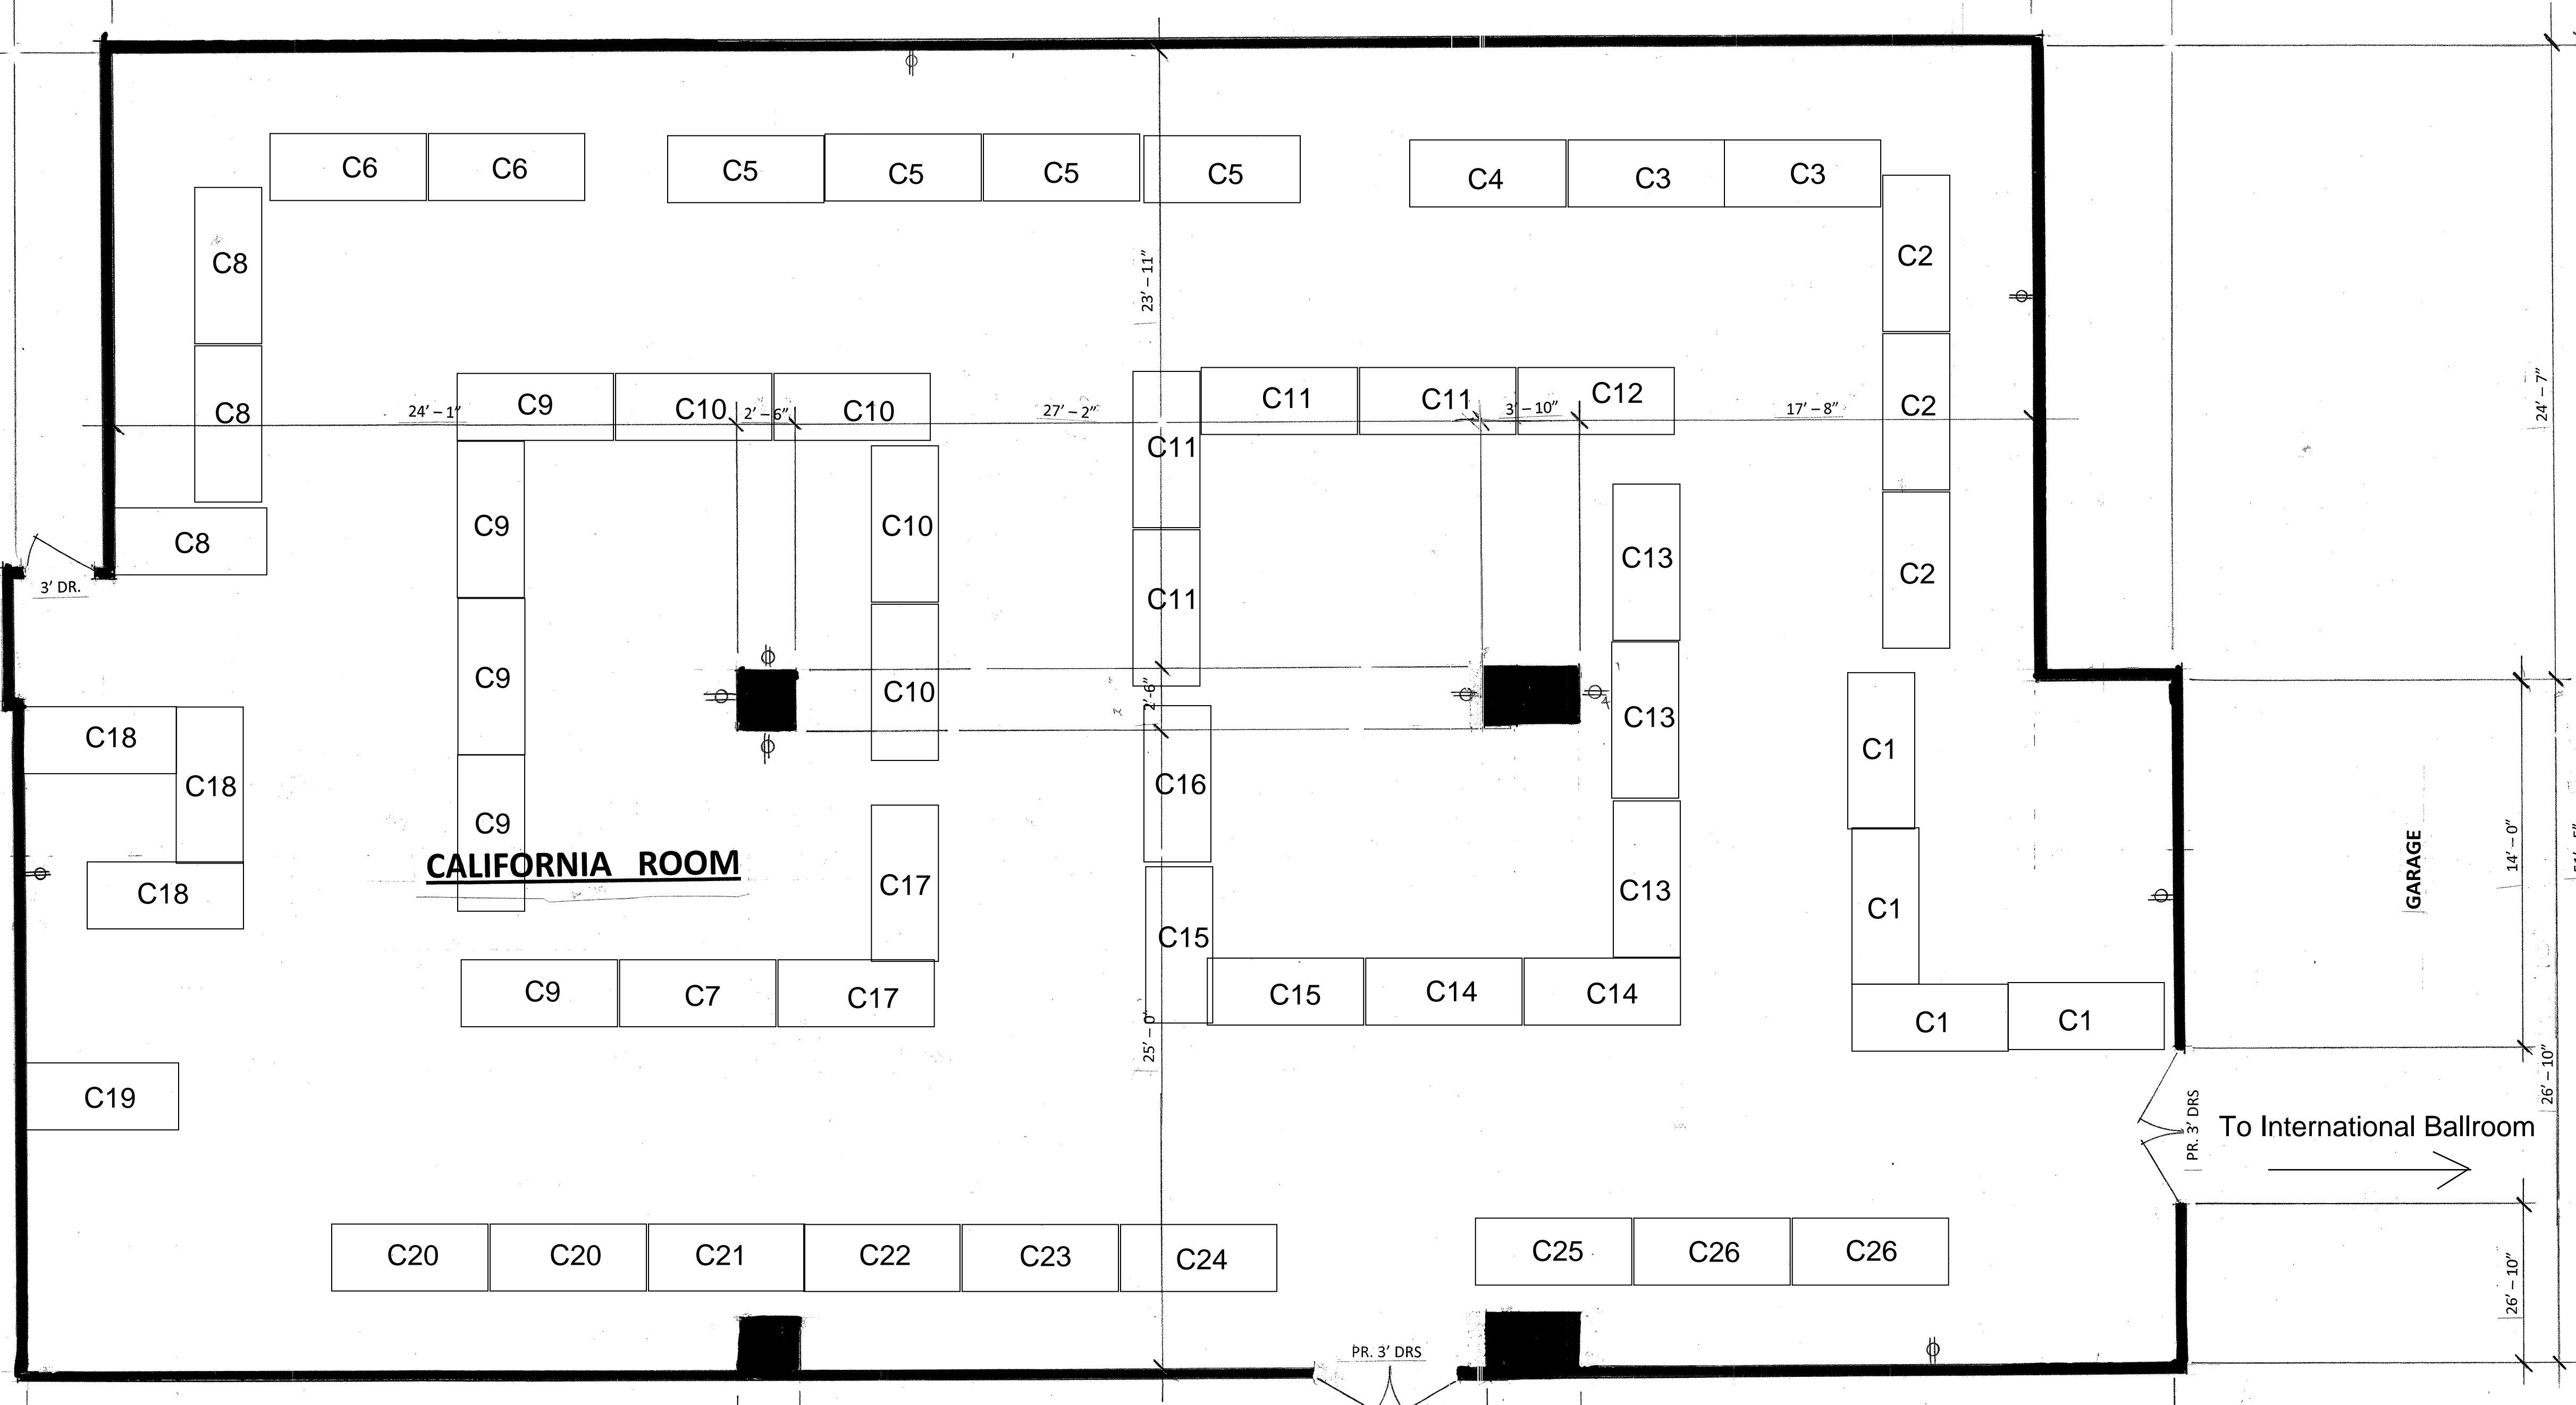 C6 C6 C5 C5 C5 C5 C4 C3 C3
C8
C2
23' – 11"
C8
C9 C10 C10
C11 C11 C12
C2
24' – 1" 2' – 6" 27' – 2" 3' – 10" 17' – 8"
24' – 7"
C11
C8
C9
C10
C13
C2
3' DR.
C11
C9
C10
2' – 6"
C13
C18
C1
C18
C16
C9
CALIFORNIA ROOM
14' – 0"
GARAGE
C18
C17
C13
C1
C15
C9 C7 C17
C15 C14 C14
C1 C1
25' – 0'
C19
26' – 10"
PR. 3' DRS
To International Ballroom
C20 C20 C21 C22 C23 C24 C25 C26 C26
26' – 10"
PR. 3' DRS